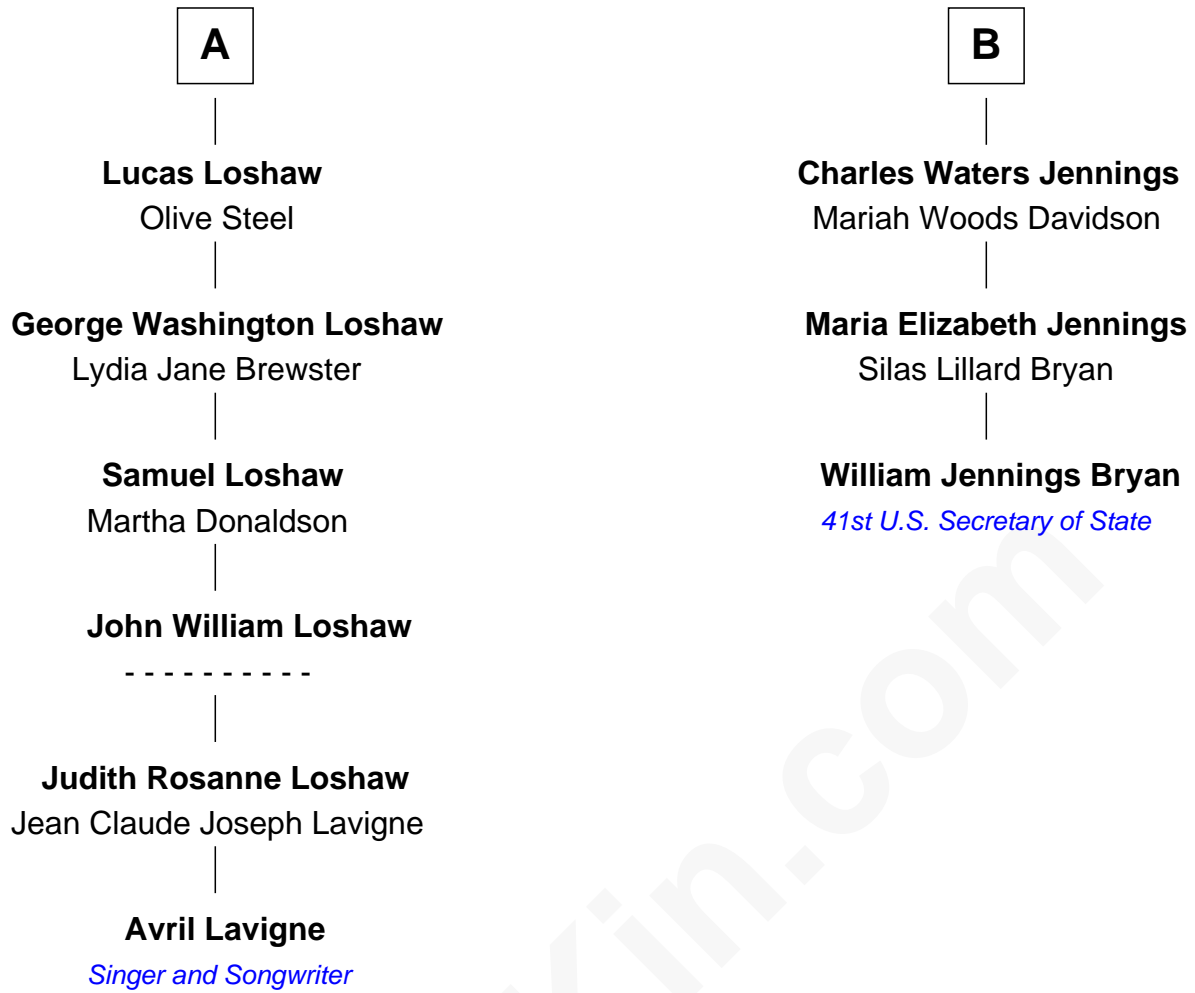 A
Lucas Loshaw
Olive Steel
George Washington Loshaw
Lydia Jane Brewster
Samuel Loshaw
Martha Donaldson
John William Loshaw
- - - - - - - - - -
Judith Rosanne Loshaw
Jean Claude Joseph Lavigne
Avril Lavigne
Singer and Songwriter
B
Charles Waters Jennings
Mariah Woods Davidson
Maria Elizabeth Jennings
Silas Lillard Bryan
William Jennings Bryan
41st U.S. Secretary of State
kin.com